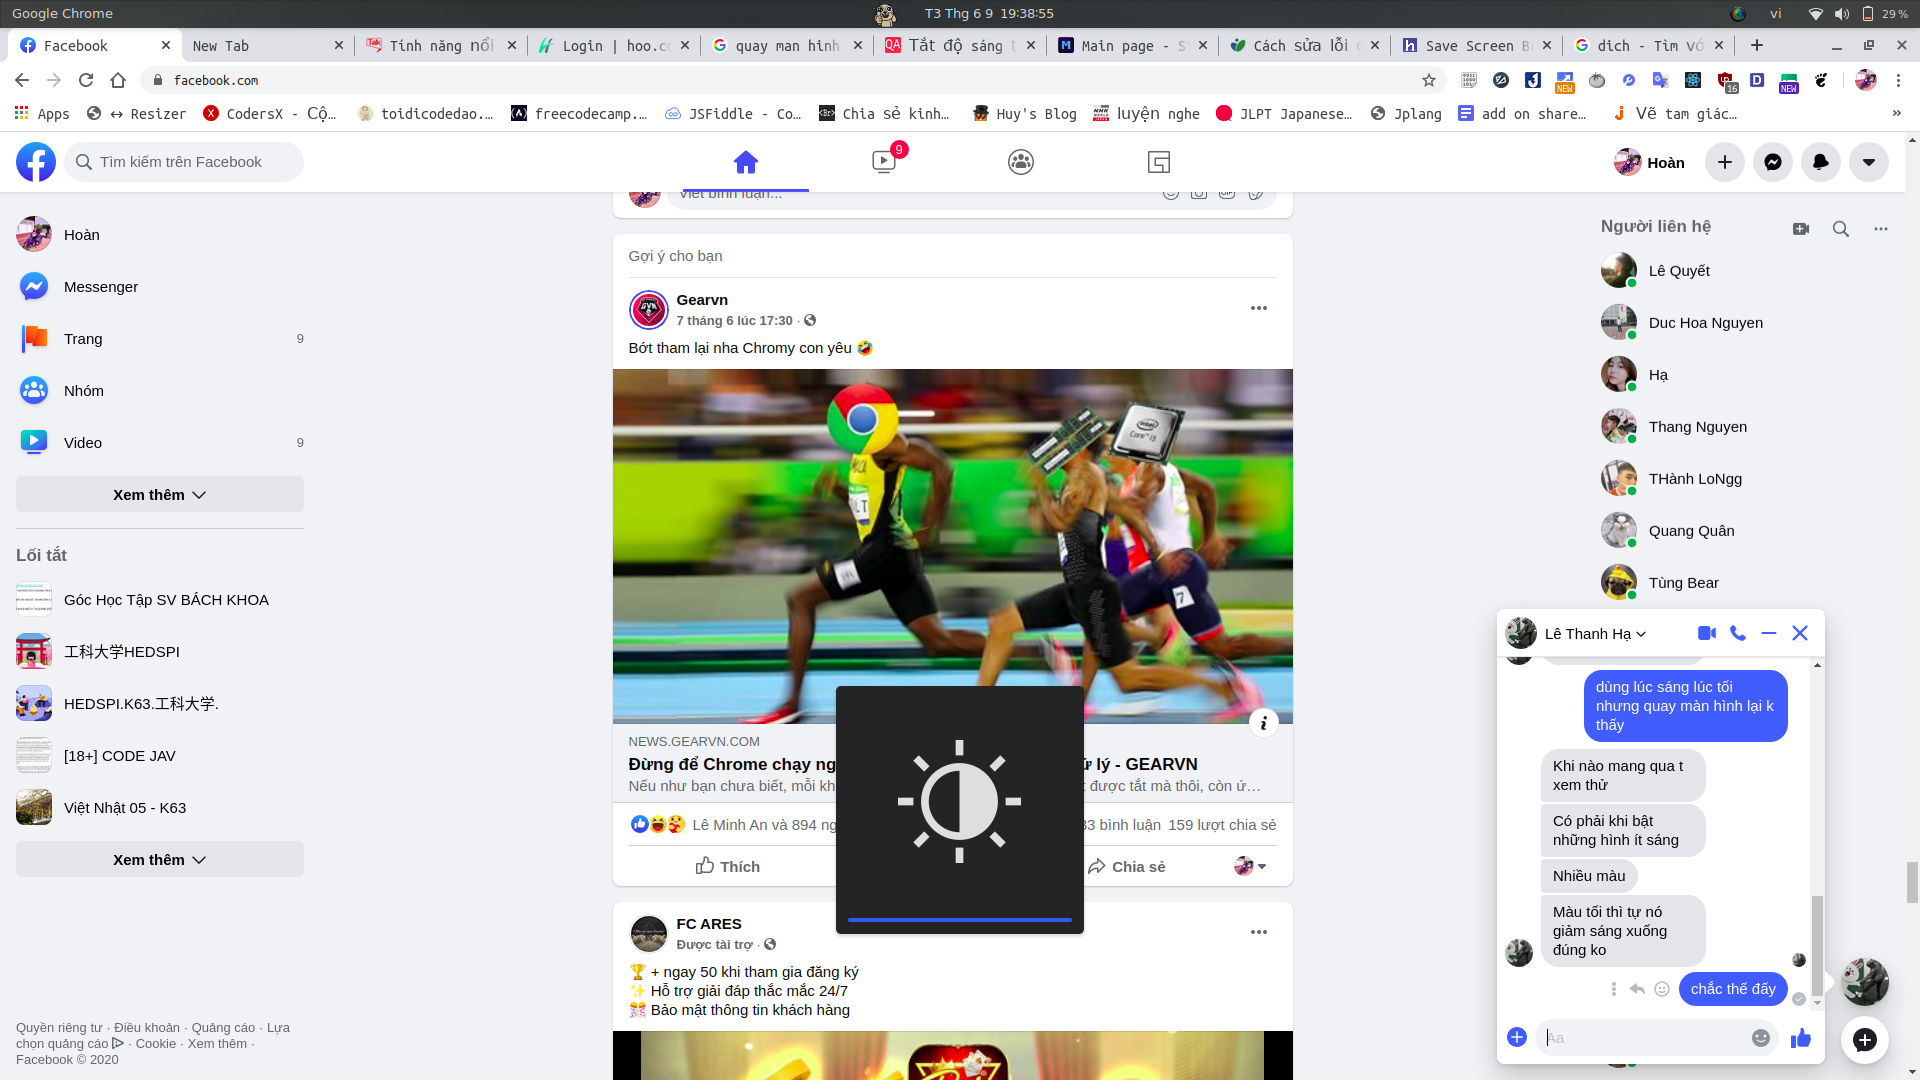 Google Chrome
T3 Thg 6 9 19:38:55
vi
29 %
Facebook
New Tab
Tính năng nổi
Login | hoo.c
quay man hinh
QA
Tắt độ sáng t
Main page - S
Cách sửa lỗi
Save Screen B
dich - Tìm vớ
facebook.com
NEW
16
NEW
Apps
↔ Resizer
CodersX - Cộ…
toidicodedao.…
freecodecamp.…
JSFiddle - Co…
Chia sẻ kinh…
Huy's Blog
luyện nghe
JLPT Japanese…
Jplang
add on share…
Vẽ tam giác…
»
Tìm kiếm trên Facebook
9
Hoàn
Hoàn
Messenger
Trang
9
Nhóm
Video
9
Xem thêm
Lối tắt
Góc Học Tập SV BÁCH KHOA
工科大学HEDSPI
HEDSPI.K63.工科大学.
[18+] CODE JAV
Việt Nhật 05 - K63
Xem thêm
Quyền riêng tư · Điều khoản · Quảng cáo · Lựa
chọn quảng cáo · Cookie · Xem thêm ·
Facebook © 2020
Viết bình luận...
Gợi ý cho bạn
Gearvn
7 tháng 6 lúc 17:30 ·
Bớt tham lại nha Chromy con yêu 🤣
intel
Core i3
7
NEWS.GEARVN.COM
Đừng để Chrome chạy ng
ử lý - GEARVN
Nếu như bạn chưa biết, mỗi kh
t được tắt mà thôi, còn ứ…
Lê Minh An và 894 ng
33 bình luận 159 lượt chia sẻ
Thích
Chia sẻ
FC ARES
Được tài trợ ·
🏆 + ngay 50 khi tham gia đăng ký
✨ Hỗ trợ giải đáp thắc mắc 24/7
🎊 Bảo mật thông tin khách hàng
Người liên hệ
Lê Quyết
Duc Hoa Nguyen
Hạ
Thang Nguyen
THành LoNgg
Quang Quân
Tùng Bear
Lê Thanh Hạ
dùng lúc sáng lúc tối
nhưng quay màn hình lại k
thấy
Khi nào mang qua t
xem thử
Có phải khi bật
những hình ít sáng
Nhiều màu
Màu tối thì tự nó
giảm sáng xuống
đúng ko
chắc thế đấy
Aa